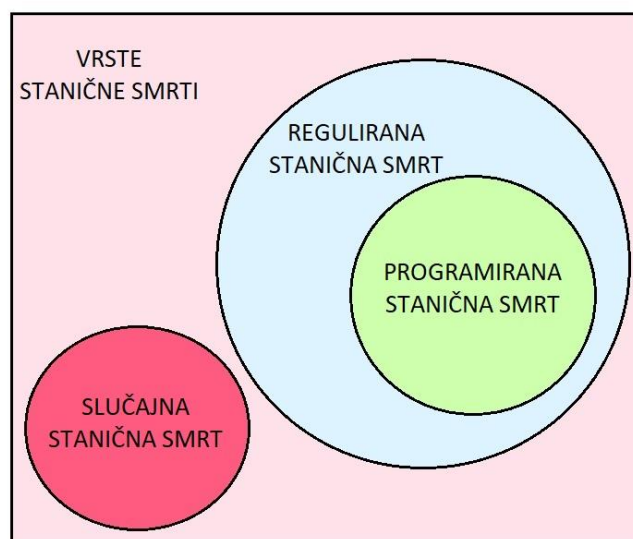 VRSTE
STANIČNE SMRTI
REGULIRANA
STANIČNA SMRT
PROGRAMIRANA
STANIČNA SMRT
SLUČAJNA
STANIČNA SMRT